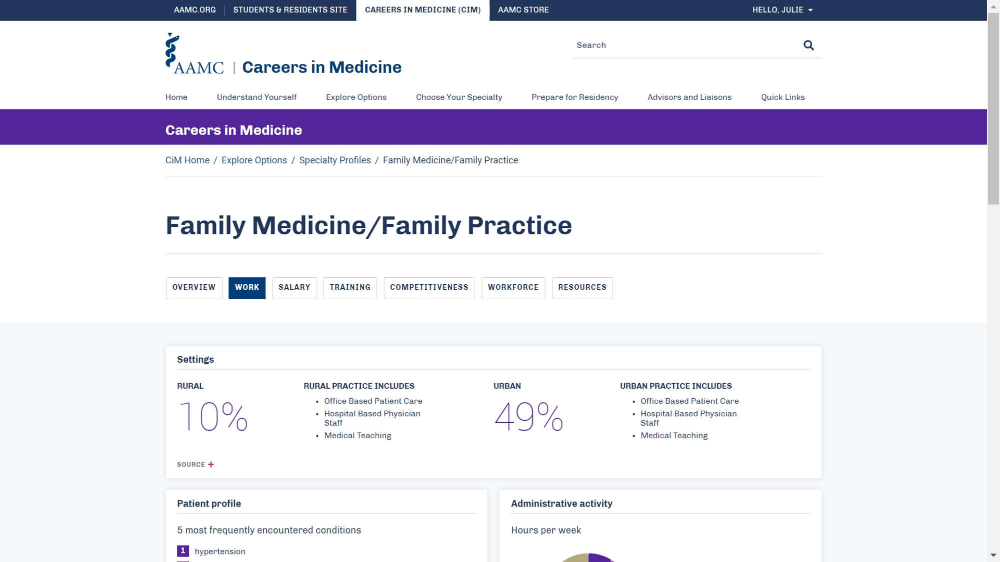 AAMC.ORG
STUDENTS & RESIDENTS SITE
CAREERS IN MEDICINE (CIM)
AAMC STORE
HELLO, JULIE
AAMC | Careers in Medicine
Search
Home
Understand Yourself
Explore Options
Choose Your Specialty
Prepare for Residency
Advisors and Liaisons
Quick Links
Careers in Medicine
CiM Home / Explore Options / Specialty Profiles / Family Medicine/Family Practice
Family Medicine/Family Practice
OVERVIEW
WORK
SALARY
TRAINING
COMPETITIVENESS
WORKFORCE
RESOURCES
Settings
RURAL
10%
RURAL PRACTICE INCLUDES
• Office Based Patient Care
• Hospital Based Physician
Staff
• Medical Teaching
URBAN
49%
URBAN PRACTICE INCLUDES
• Office Based Patient Care
• Hospital Based Physician
Staff
• Medical Teaching
SOURCE +
Patient profile
5 most frequently encountered conditions
1 hypertension
Administrative activity
Hours per week